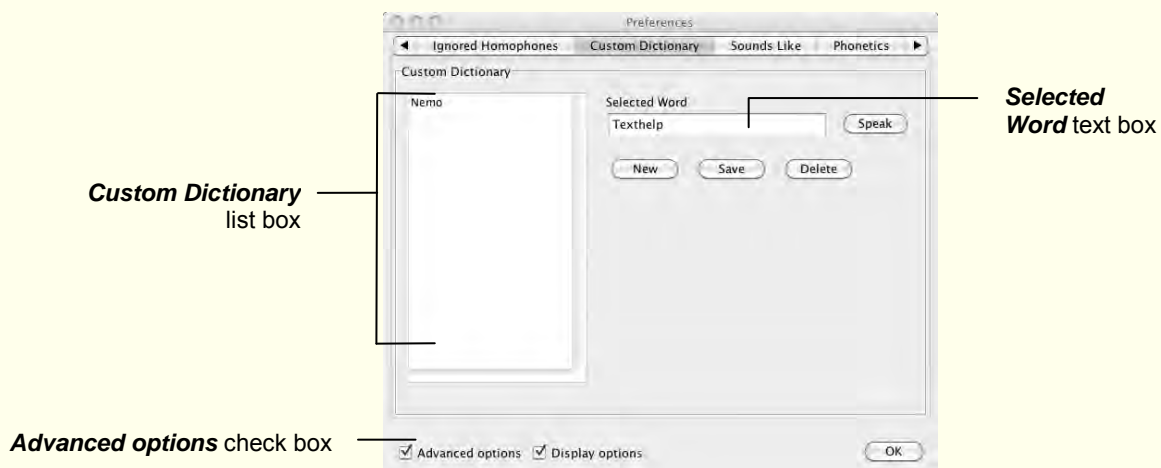 Preferences
Ignored Homophones Custom Dictionary Sounds Like Phonetics
Custom Dictionary
Nemo
Selected Word
Texthelp
Speak
New Save Delete
Selected
Word text box
Custom Dictionary
list box
Advanced options check box
Advanced options Display options
OK